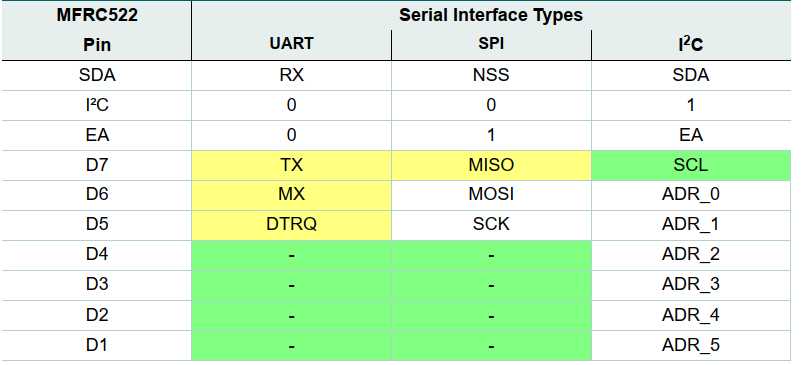 MFRC522 Serial Interface Types
Pin UART SPI I²C
SDA RX NSS SDA
I²C 0 0 1
EA 0 1 EA
D7 TX MISO SCL
D6 MX MOSI ADR_0
D5 DTRQ SCK ADR_1
D4 - - ADR_2
D3 - - ADR_3
D2 - - ADR_4
D1 - - ADR_5